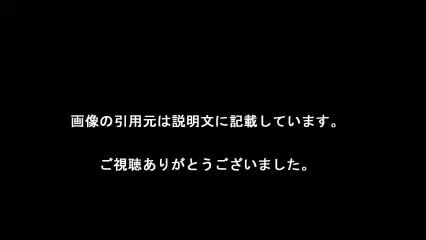 画像の引用元は説明文に記載しています。
ご視聴ありがとうございました。